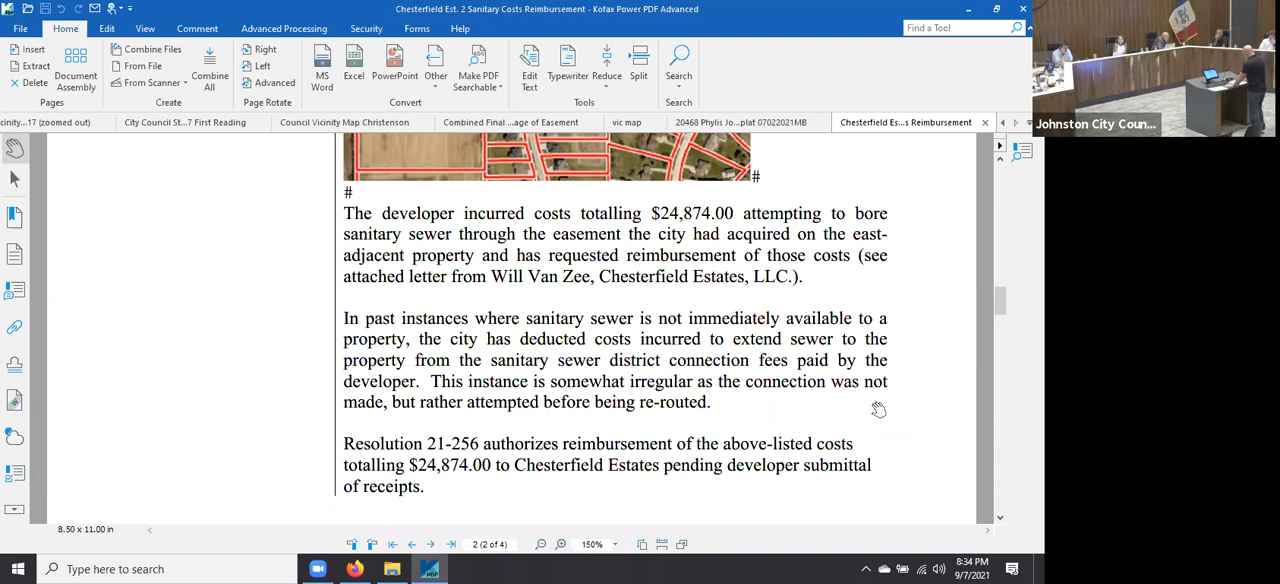 Chesterfield Est. 2 Sanitary Costs Reimbursement - Kofax Power PDF Advanced
File Home Edit View Comment Advanced Processing Security Forms Help
Find a Tool
Insert
Extract
Delete
Pages
Document Assembly
Combine Files
From File
From Scanner
Combine All
Create
Right
Left
Advanced
Page Rotate
MS Word
Excel
PowerPoint
Other
Make PDF Searchable
Convert
Edit Text
Typewriter
Reduce
Split
Tools
Search
Search
cinity...17 (zoomed out) City Council St...7 First Reading Council Vicinity Map Christenson Combined Final ...age of Easement vic map 20468 Phylis Jo...plat 07022021MB Chesterfield Es...s Reimbursement
Johnston City Coun...
#
#
The developer incurred costs totalling $24,874.00 attempting to bore
sanitary sewer through the easement the city had acquired on the east-
adjacent property and has requested reimbursement of those costs (see
attached letter from Will Van Zee, Chesterfield Estates, LLC.).
In past instances where sanitary sewer is not immediately available to a
property, the city has deducted costs incurred to extend sewer to the
property from the sanitary sewer district connection fees paid by the
developer. This instance is somewhat irregular as the connection was not
made, but rather attempted before being re-routed.
Resolution 21-256 authorizes reimbursement of the above-listed costs
totalling $24,874.00 to Chesterfield Estates pending developer submittal
of receipts.
8.50 x 11.00 in
2 (2 of 4) 150%
Type here to search
PDF
8:34 PM
9/7/2021